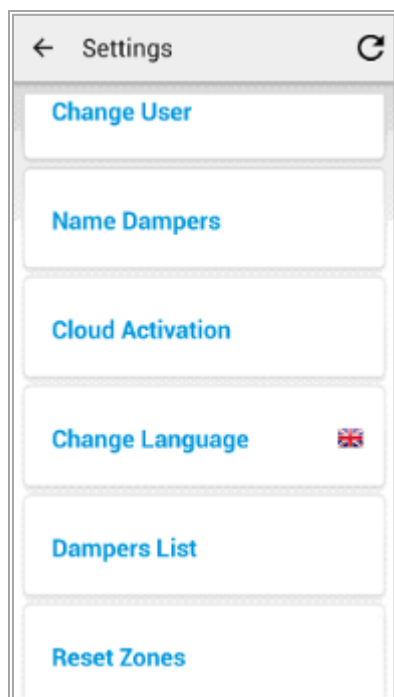 Settings
Change User
Name Dampers
Cloud Activation
Change Language
Dampers List
Reset Zones